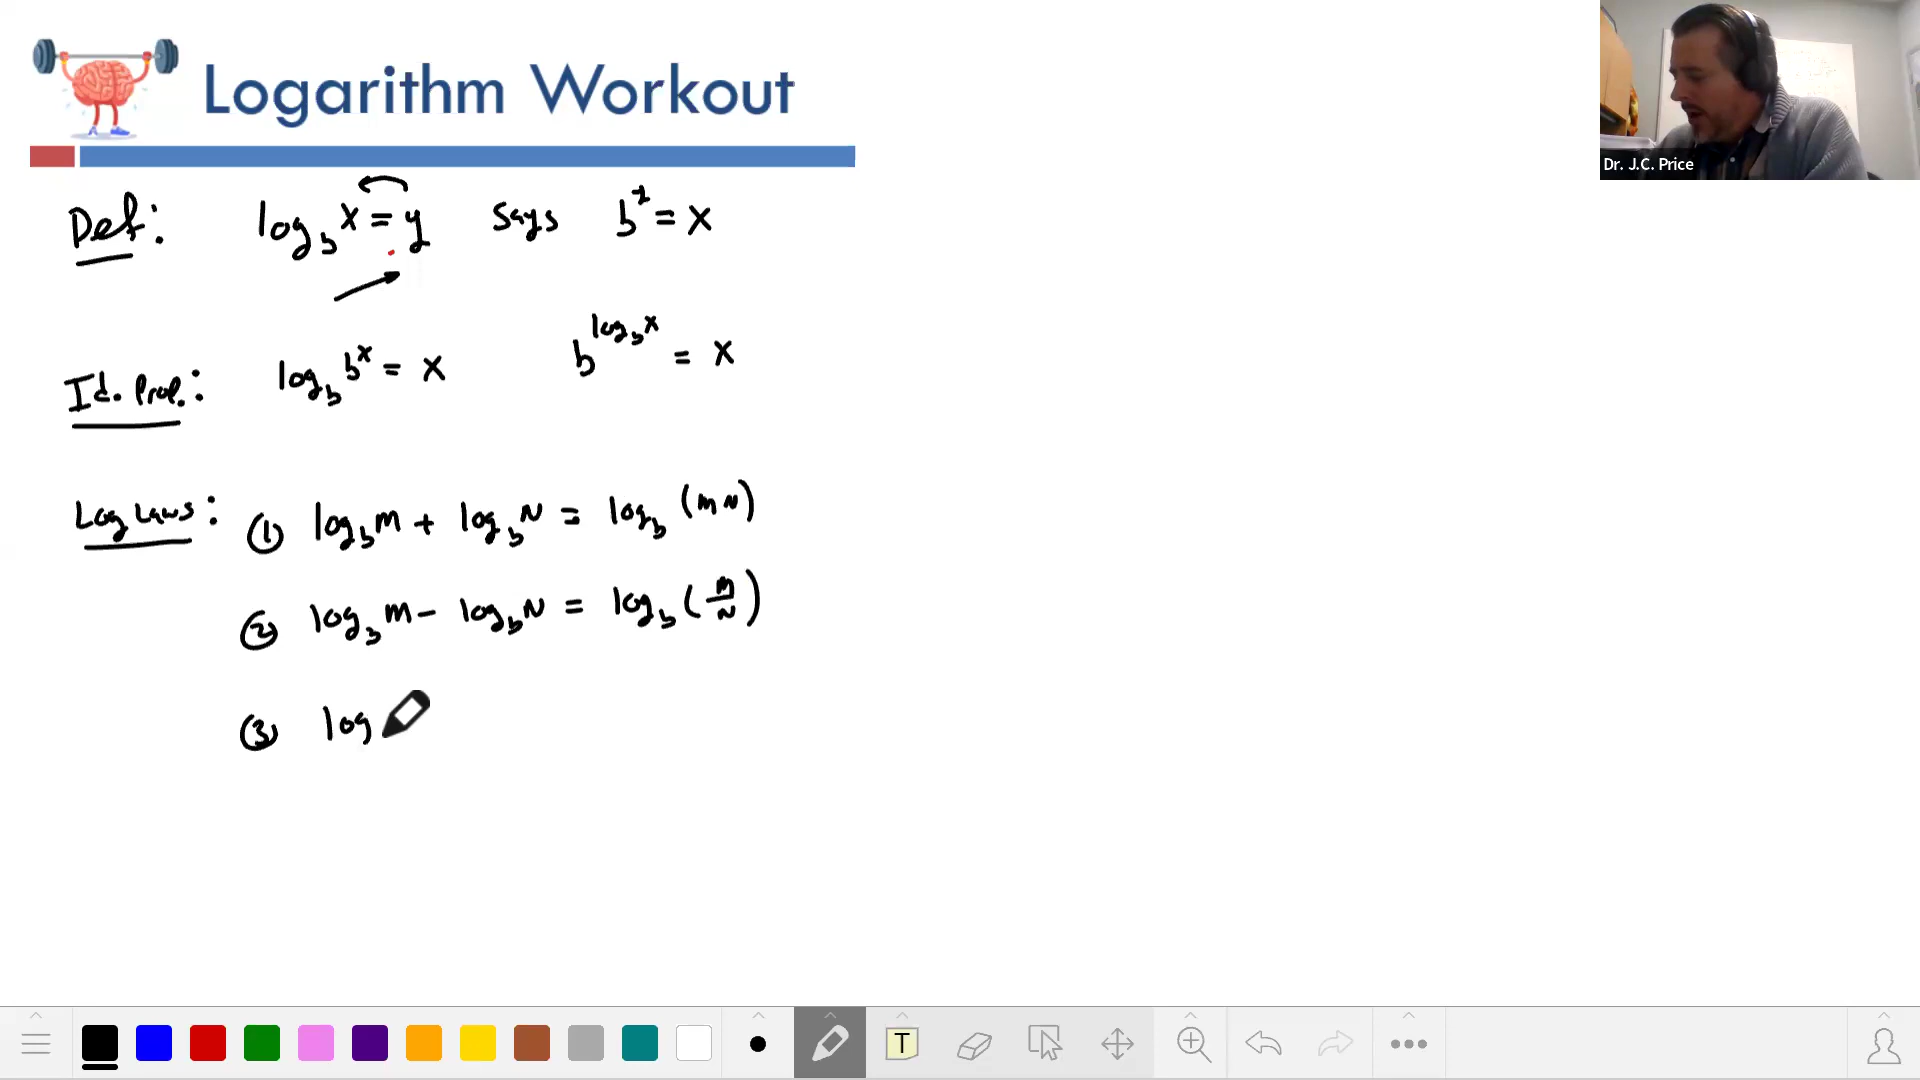 Logarithm Workout
Dr. J.C. Price
Def: log_b x = y says b^y = x
Id. Prop.: log_b b^x = x b^{log_b x} = x
Log Laws: ① log_b M + log_b N = log_b (MN)
② log_b M - log_b N = log_b (M/N)
③ log
T